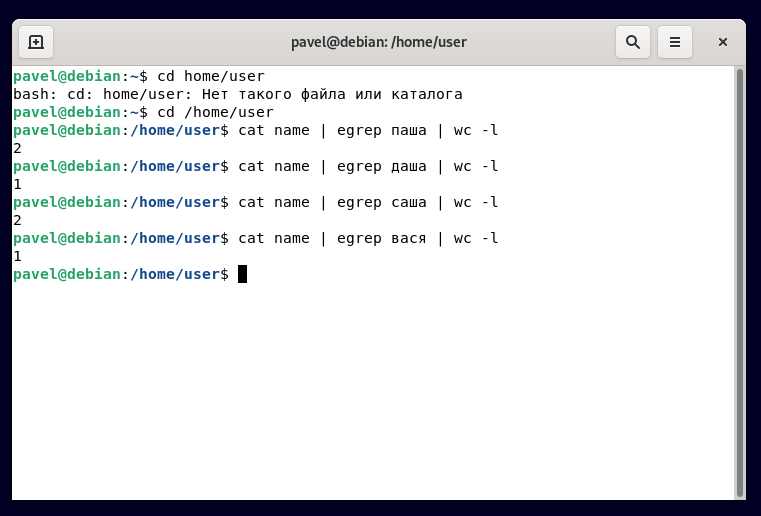 pavel@debian: /home/user
pavel@debian:~$ cd home/user
bash: cd: home/user: Нет такого файла или каталога
pavel@debian:~$ cd /home/user
pavel@debian:/home/user$ cat name | egrep паша | wc -l
2
pavel@debian:/home/user$ cat name | egrep даша | wc -l
1
pavel@debian:/home/user$ cat name | egrep саша | wc -l
2
pavel@debian:/home/user$ cat name | egrep вася | wc -l
1
pavel@debian:/home/user$